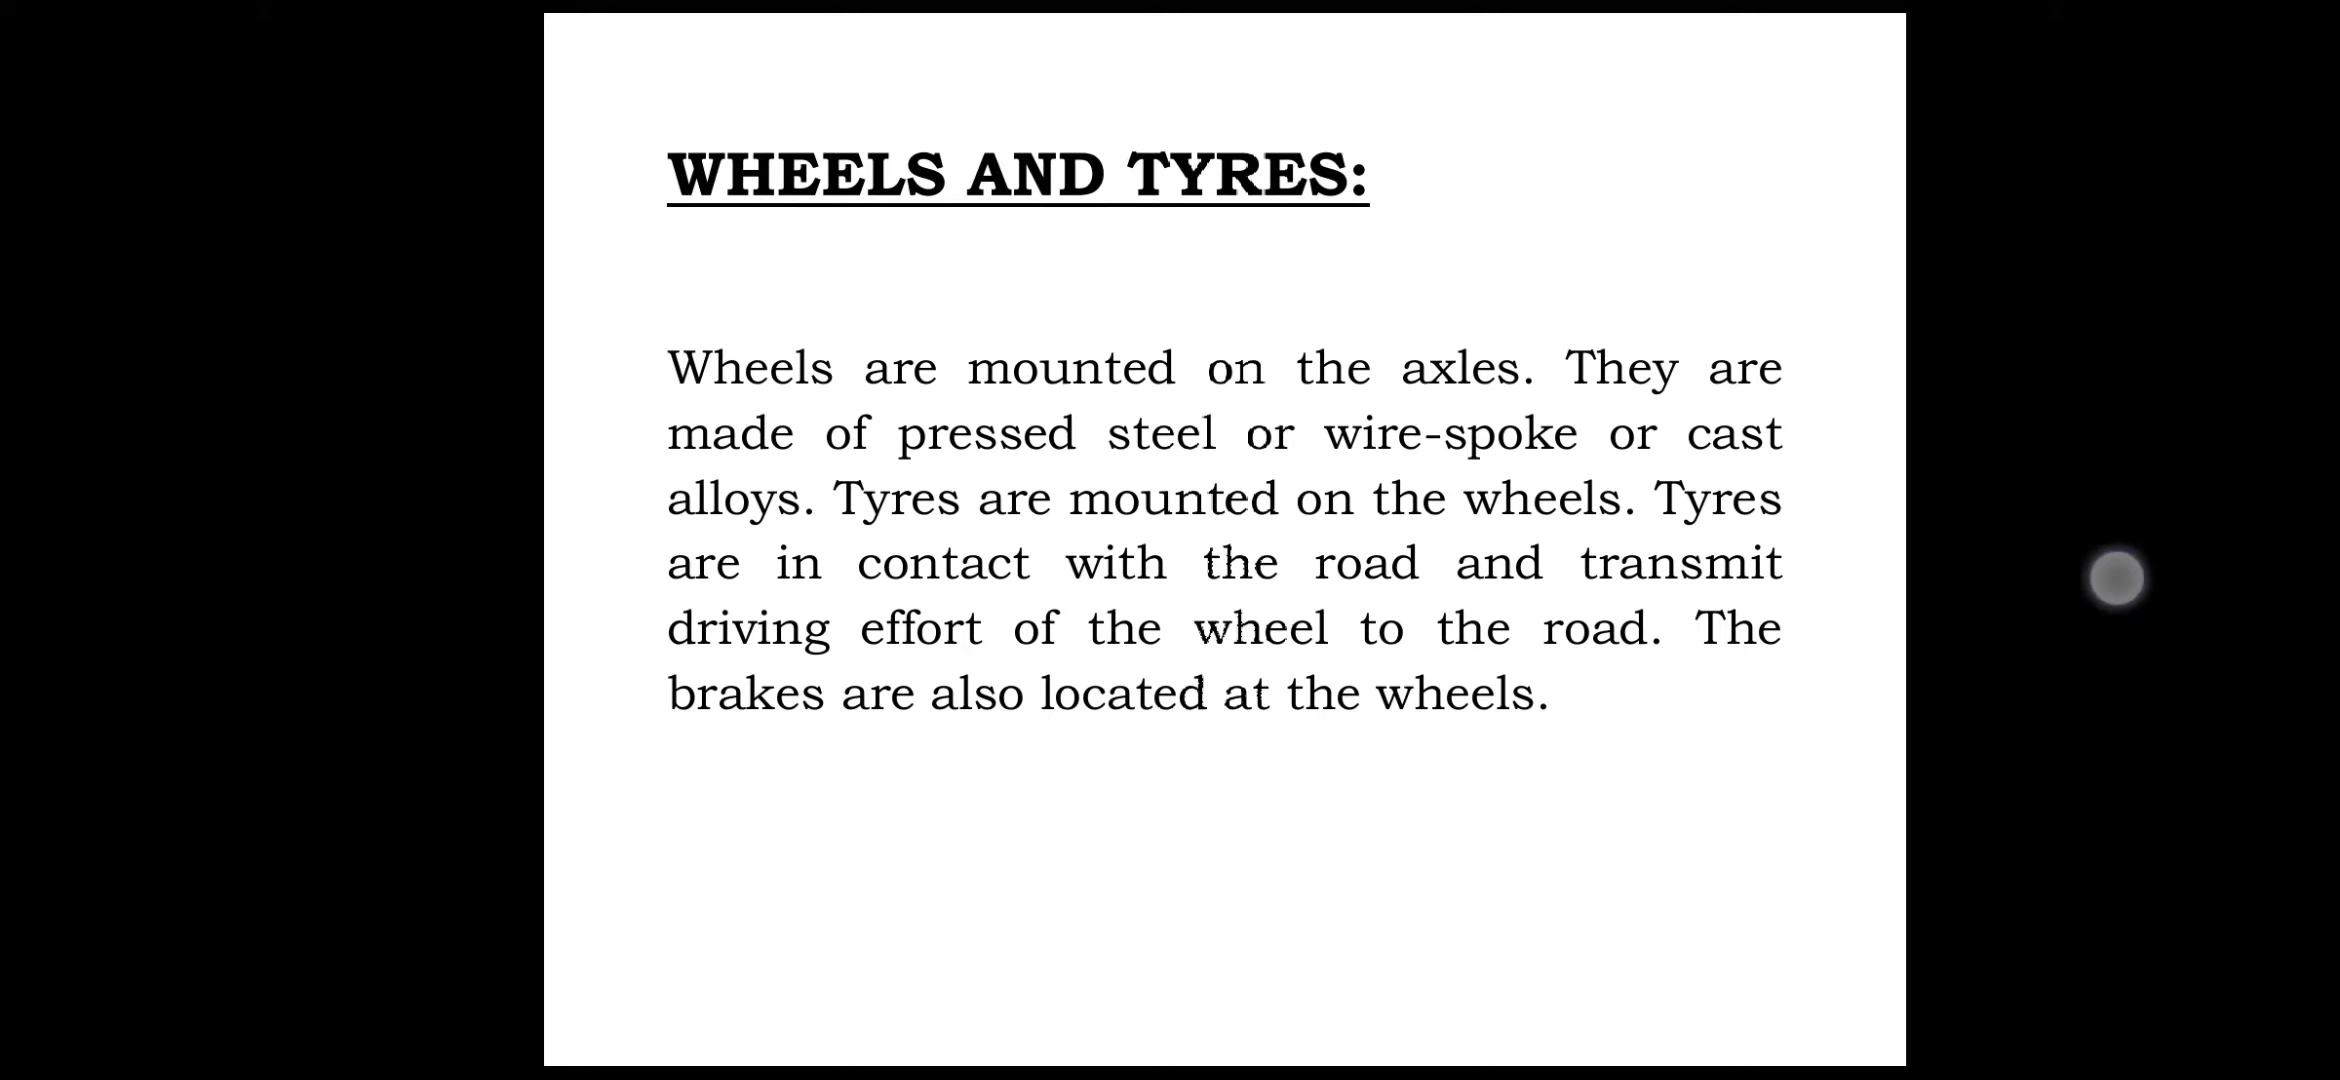 WHEELS AND TYRES:
Wheels are mounted on the axles. They are
made of pressed steel or wire-spoke or cast
alloys. Tyres are mounted on the wheels. Tyres
are in contact with the road and transmit
driving effort of the wheel to the road. The
brakes are also located at the wheels.